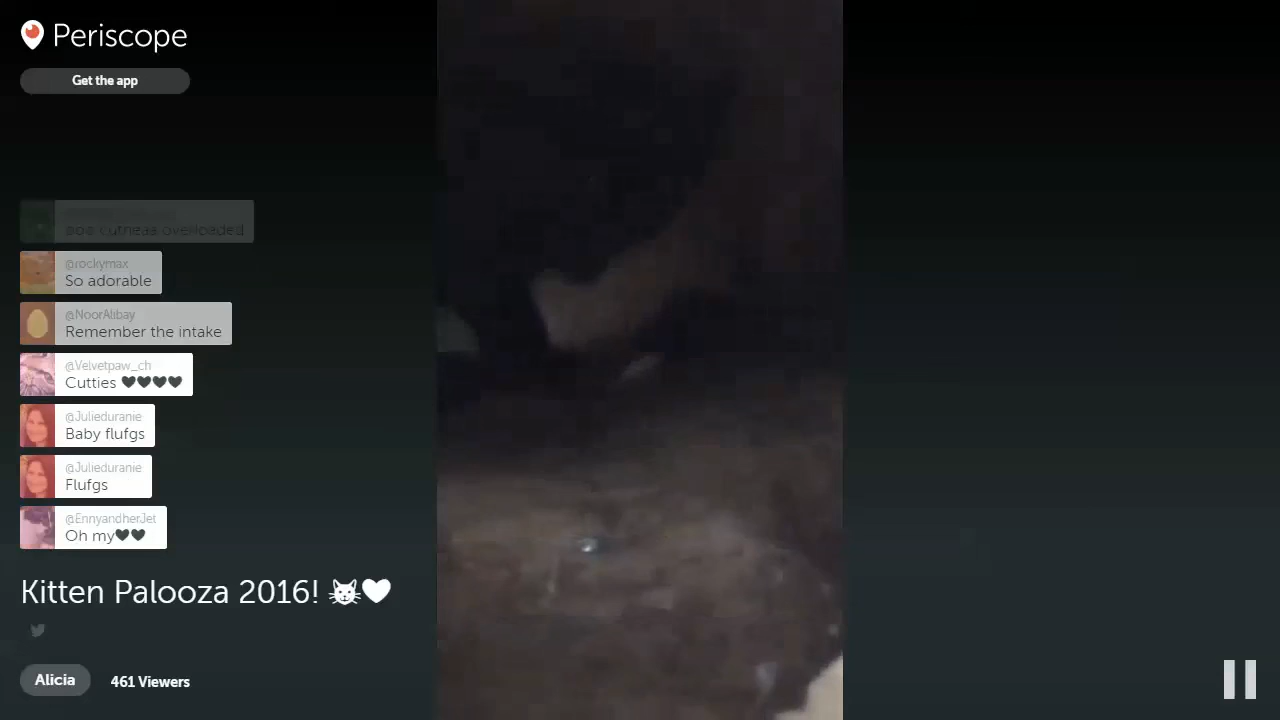 Periscope
Get the app
overloaded
@rockymax
So adorable
@NoorAlibay
Remember the intake
@Velvetpaw_ch
Cutties 🖤🖤🖤🖤
@Julieduranie
Baby flufgs
@Julieduranie
Flufgs
@EnnyandherJet
Oh my🖤🖤
Kitten Palooza 2016! 🐱❤
Alicia
461 Viewers